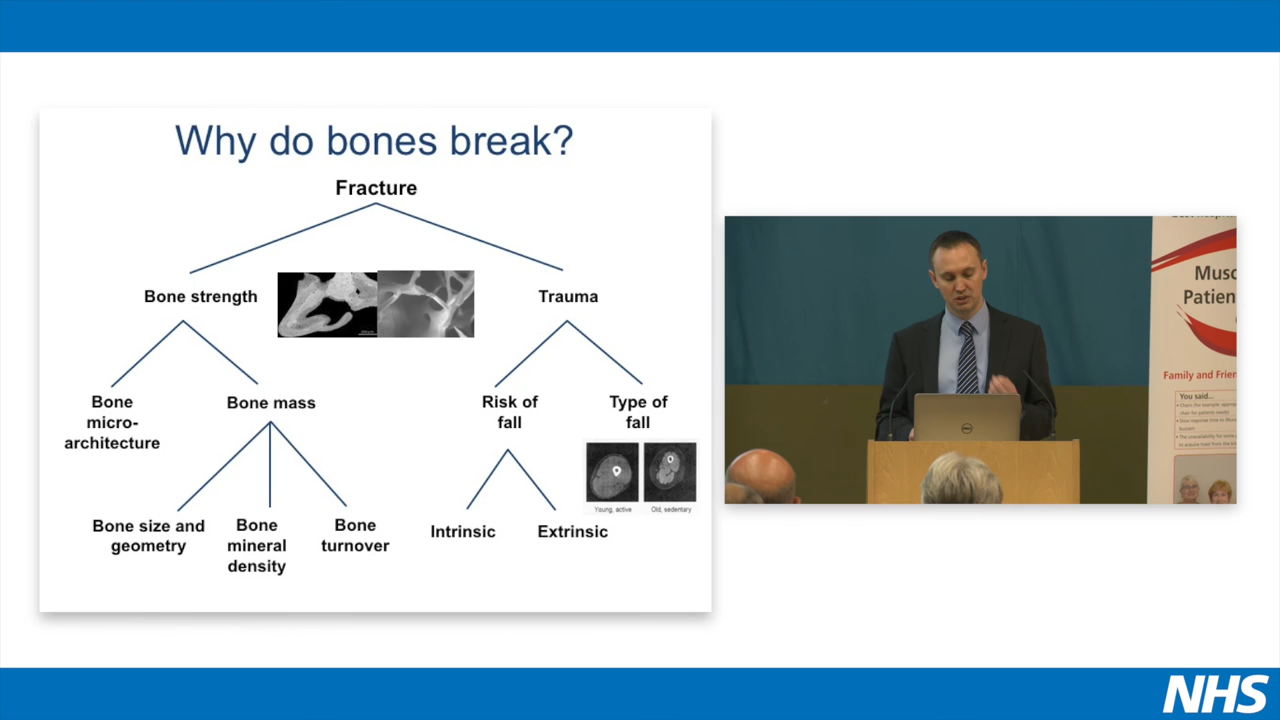 Why do bones break?
Fracture
Bone strength
Trauma
Bone
micro-
architecture
Bone mass
Risk of
fall
Type of
fall
Young, active
Old, sedentary
Bone size and
geometry
Bone
mineral
density
Bone
turnover
Intrinsic
Extrinsic
Musc
Patien
Family and Frien
You said...
DELL
NHS